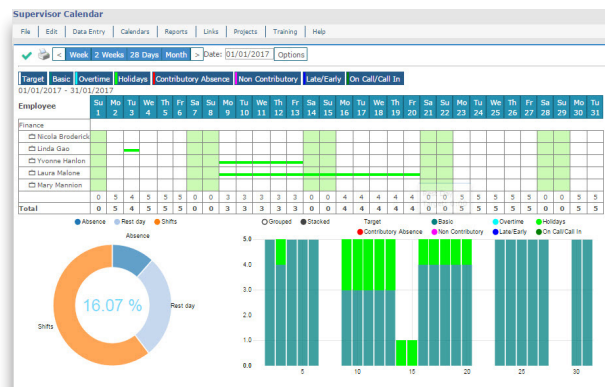 Supervisor Calendar
File Edit Data Entry Calendars Reports Links Projects Training Help
< Week 2 Weeks 28 Days Month > Date: 01/01/2017 Options
Target Basic Overtime Holidays Contributory Absence Non Contributory Late/Early On Call/Call In
01/01/2017 - 31/01/2017
Employee Su Mo Tu We Th Fr Sa Su Mo Tu We Th Fr Sa Su Mo Tu We Th Fr Sa Su Mo Tu We Th Fr Sa Su Mo Tu
1 2 3 4 5 6 7 8 9 10 11 12 13 14 15 16 17 18 19 20 21 22 23 24 25 26 27 28 29 30 31
Finance
Nicola Broderick
Linda Gao
Yvonne Hanlon
Laura Malone
Mary Mannion
0 5 4 5 5 5 0 0 3 3 3 3 3 0 0 4 4 4 4 4 0 0 5 5 5 5 5 0 0 5 5
Total 0 5 4 5 5 5 0 0 3 3 3 3 3 0 0 4 4 4 4 4 0 0 5 5 5 5 5 0 0 5 5
Absence Rest day Shifts
Grouped Stacked Target Basic Overtime Holidays
Contributory Absence Non Contributory Late/Early On Call/Call In
Absence
Rest day
Shifts
16.07 %
5.0
4.0
3.0
2.0
1.0
0.0
5 10 15 20 25 30